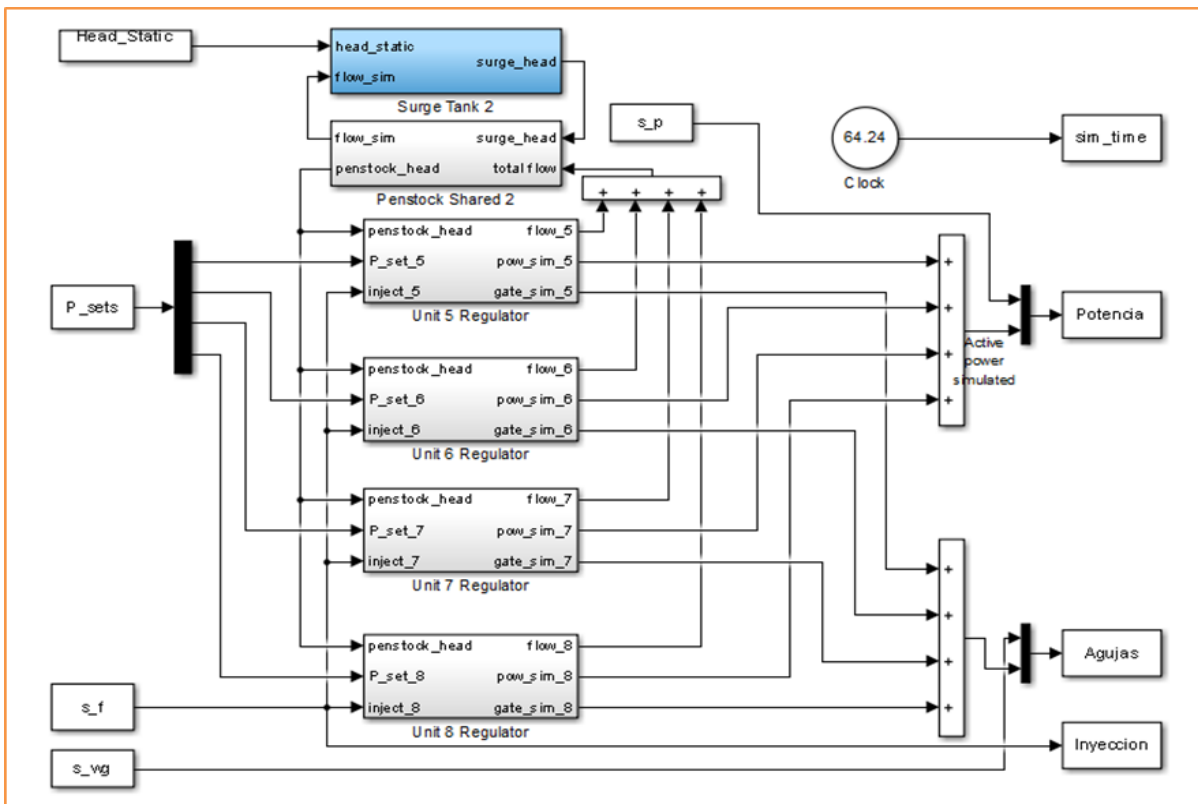 Head_Static
head_static
surge_head
flow_sim
Surge Tank 2
flow_sim
surge_head
penstock_head
totalflow
Penstock Shared 2
s_p
64.24
Clock
sim_time
+ + + +
P_sets
penstock_head
flow_5
P_set_5
pow_sim_5
inject_5
gate_sim_5
Unit 5 Regulator
penstock_head
flow_6
P_set_6
pow_sim_6
inject_6
gate_sim_6
Unit 6 Regulator
penstock_head
flow_7
P_set_7
pow_sim_7
inject_7
gate_sim_7
Unit 7 Regulator
penstock_head
flow_8
P_set_8
pow_sim_8
inject_8
gate_sim_8
Unit 8 Regulator
+
+
+
+
Active
power
simulated
Potencia
+
+
+
+
Agujas
s_f
s_vg
Inyeccion